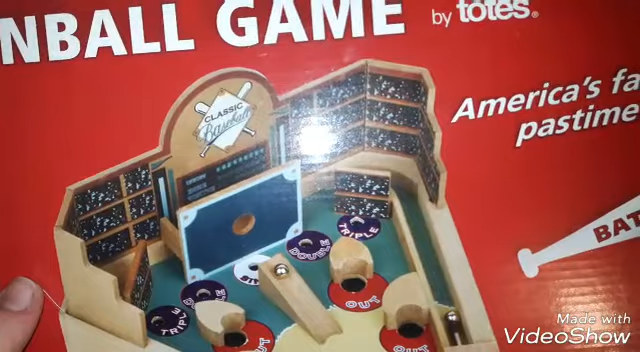 NBALL GAME
by totes®
America's fa
pastime
CLASSIC
Baseball
TRIPLE
DOUBLE
OUT
TRIPLE
OUT
OUT
BAT
Made with
VideoShow